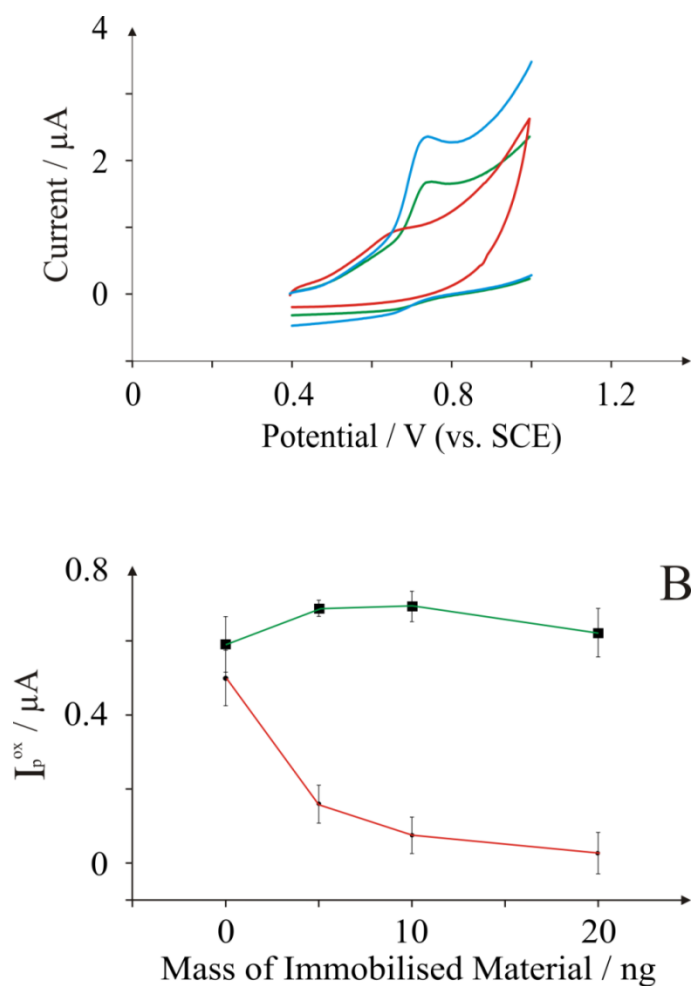 4
2
0
Current / µA
0 0.4 0.8 1.2
Potential / V (vs. SCE)
B
0.8
0.4
0
I_p^ox / µA
0 10 20
Mass of Immobilised Material / ng